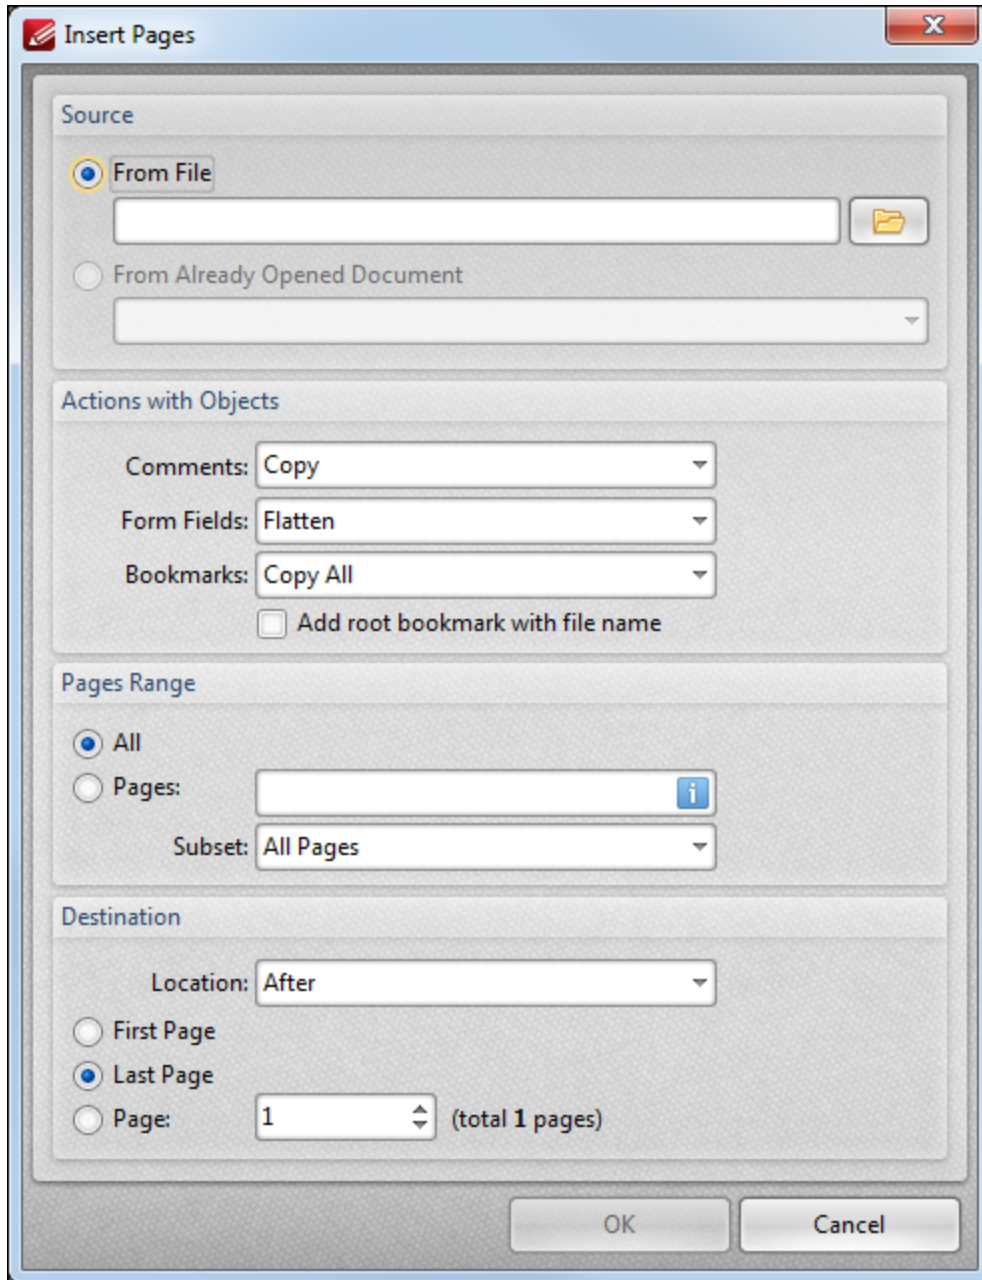 Insert Pages
Source
From File
From Already Opened Document
Actions with Objects
Comments: Copy
Form Fields: Flatten
Bookmarks: Copy All
Add root bookmark with file name
Pages Range
All
Pages:
Subset: All Pages
Destination
Location: After
First Page
Last Page
Page: 1 (total 1 pages)
OK Cancel